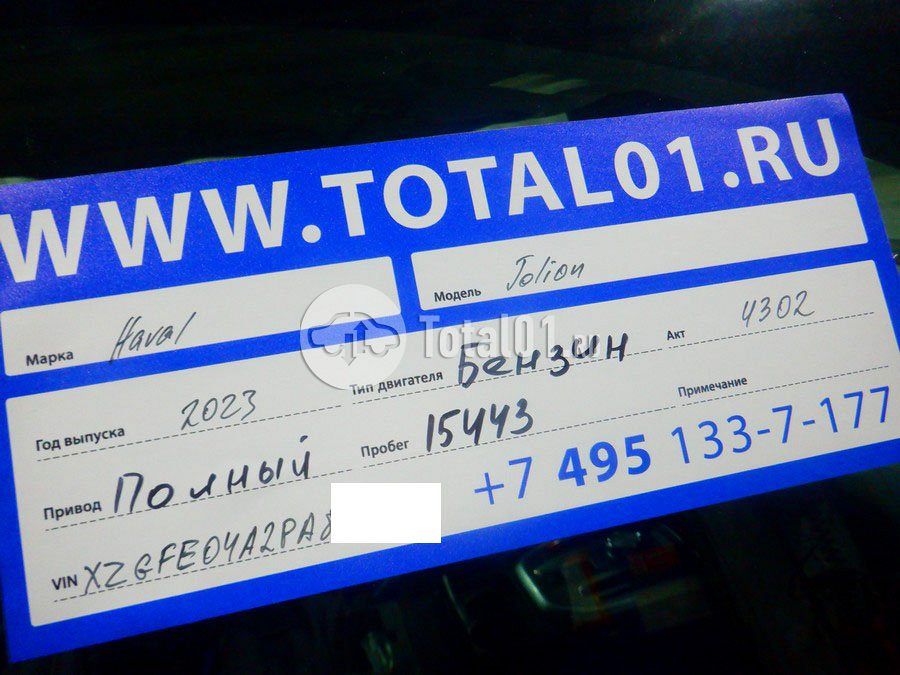 WWW.TOTAL01.RU
Марка Haval Модель Jolion
Total01.ru
Год выпуска 2023 Тип двигателя Бензин Акт 4302
Привод Полный Пробег 15443 Примечание
+7 495 133-7-177
VIN XZGFE04A2PA8